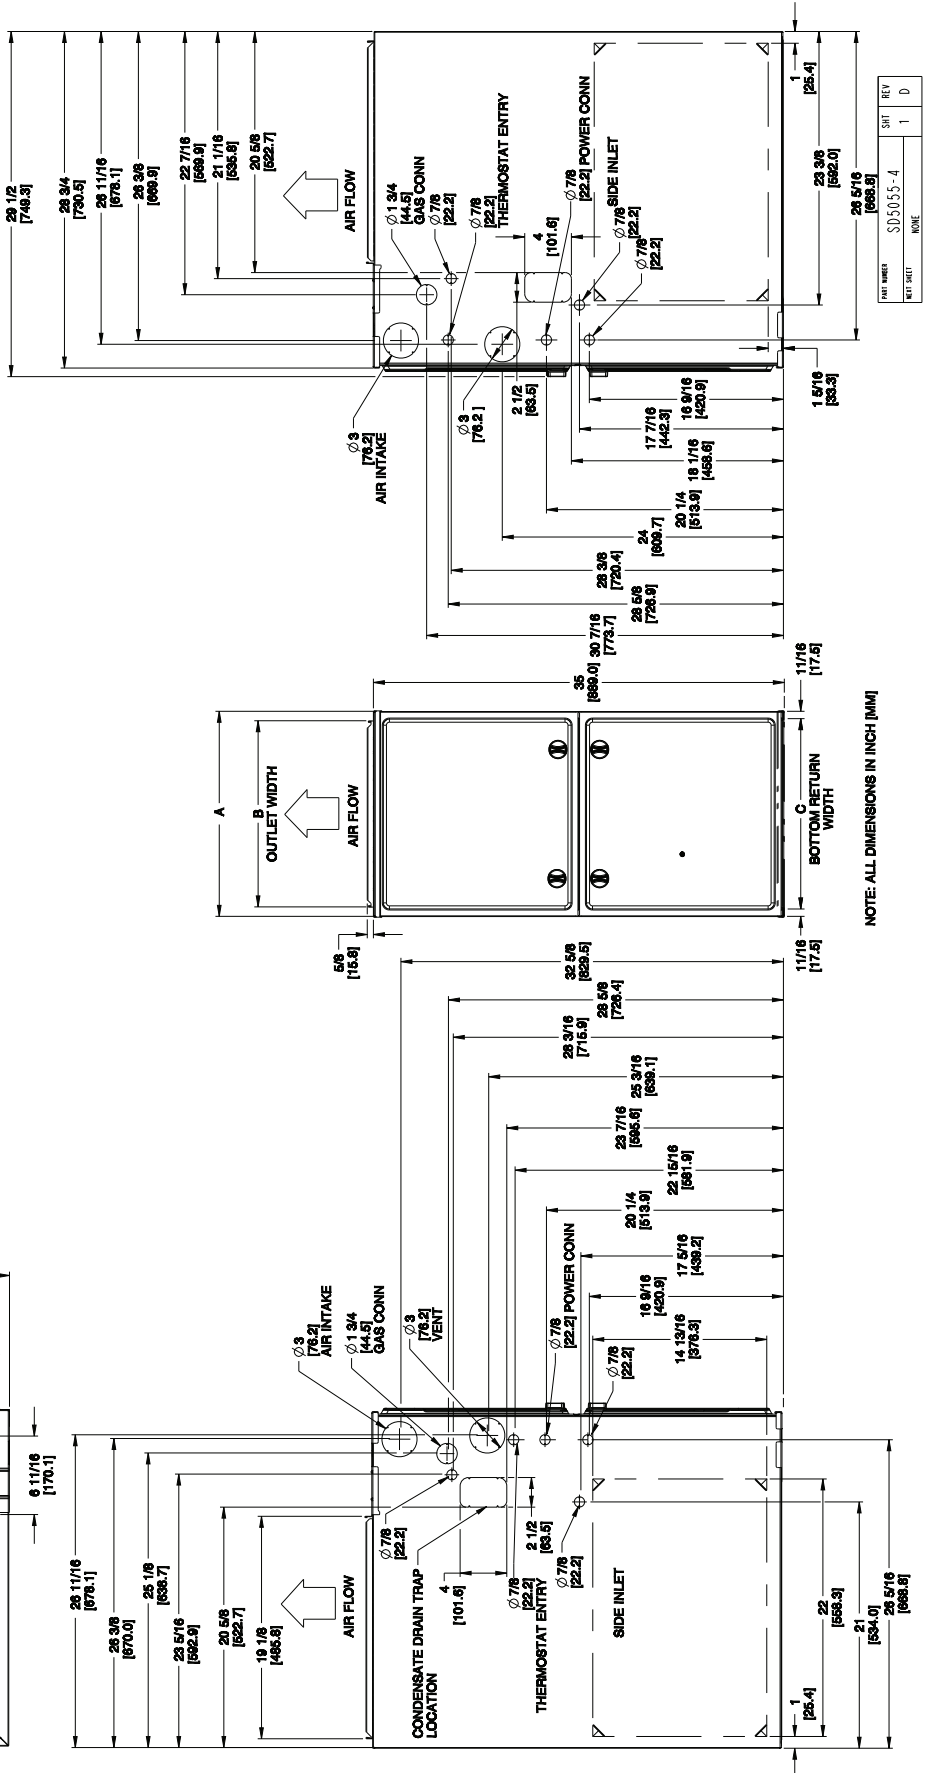 29 1/2
[749.3]
28 3/4
[730.5]
26 11/16
[678.1]
26 3/8
[669.9]
22 7/16
[569.9]
21 1/16
[535.8]
20 5/8
[522.7]
AIR FLOW
Ø 1 3/4
[44.5]
GAS CONN
Ø 7/8
[22.2]
Ø 7/8
[22.2]
THERMOSTAT ENTRY
4
[101.6]
Ø 7/8
[22.2] POWER CONN
SIDE INLET
Ø 7/8
[22.2]
Ø 7/8
[22.2]
1
[25.4]
23 3/8
[592.0]
26 5/16
[668.8]
Ø 3
[76.2]
AIR INTAKE
Ø 3
[76.2 ]
2 1/2
[63.5]
1 5/16
[33.3]
16 9/16
[420.9]
17 7/16
[442.3]
18 1/16
[458.6]
20 1/4
[513.9]
24
[609.7]
28 3/8
[720.4]
28 5/8
[726.9]
30 7/16
[773.7]
PART NUMBER
SD5055-4
SHT
1
REV
D
NEXT SHEET
NONE
A
B
OUTLET WIDTH
AIR FLOW
35
[889.0]
11/16
[17.5]
C
BOTTOM RETURN
WIDTH
11/16
[17.5]
5/8
[15.8]
NOTE: ALL DIMENSIONS IN INCH [MM]
32 5/8
[829.5]
28 5/8
[726.4]
28 3/16
[715.9]
25 3/16
[639.1]
23 7/16
[595.6]
22 15/16
[581.9]
20 1/4
[513.9]
17 5/16
[439.2]
16 9/16
[420.9]
14 13/16
[376.3]
Ø 3
[76.2]
AIR INTAKE
Ø 1 3/4
[44.5]
GAS CONN
Ø 3
[76.2]
VENT
Ø 7/8
[22.2] POWER CONN
Ø 7/8
[22.2]
6 11/16
[170.1]
26 11/16
[678.1]
26 3/8
[670.0]
25 1/8
[638.7]
23 5/16
[592.9]
20 5/8
[522.7]
19 1/8
[485.8]
AIR FLOW
Ø 7/8
[22.2]
CONDENSATE DRAIN TRAP
LOCATION
4
[101.6]
Ø 7/8
[22.2]
THERMOSTAT ENTRY
2 1/2
[63.5]
Ø 7/8
[22.2]
SIDE INLET
1
[25.4]
22
[558.3]
21
[534.0]
26 5/16
[668.8]